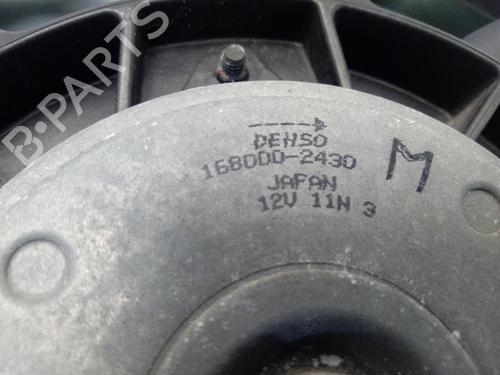 DENSO
168000-2430
JAPAN
12V 11N 3
M
B-PARTS